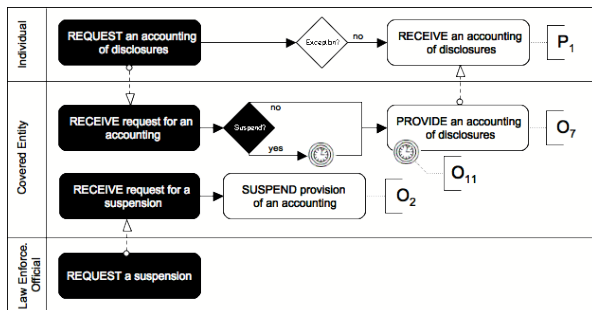 Individual
REQUEST an accounting
of disclosures
Exception?
no
RECEIVE an accounting
of disclosures
P1
Covered Entity
RECEIVE request for an
accounting
Suspend?
no
yes
PROVIDE an accounting
of disclosures
O7
O11
RECEIVE request for a
suspension
SUSPEND provision
of an accounting
O2
Law Enforce.
Official
REQUEST a suspension